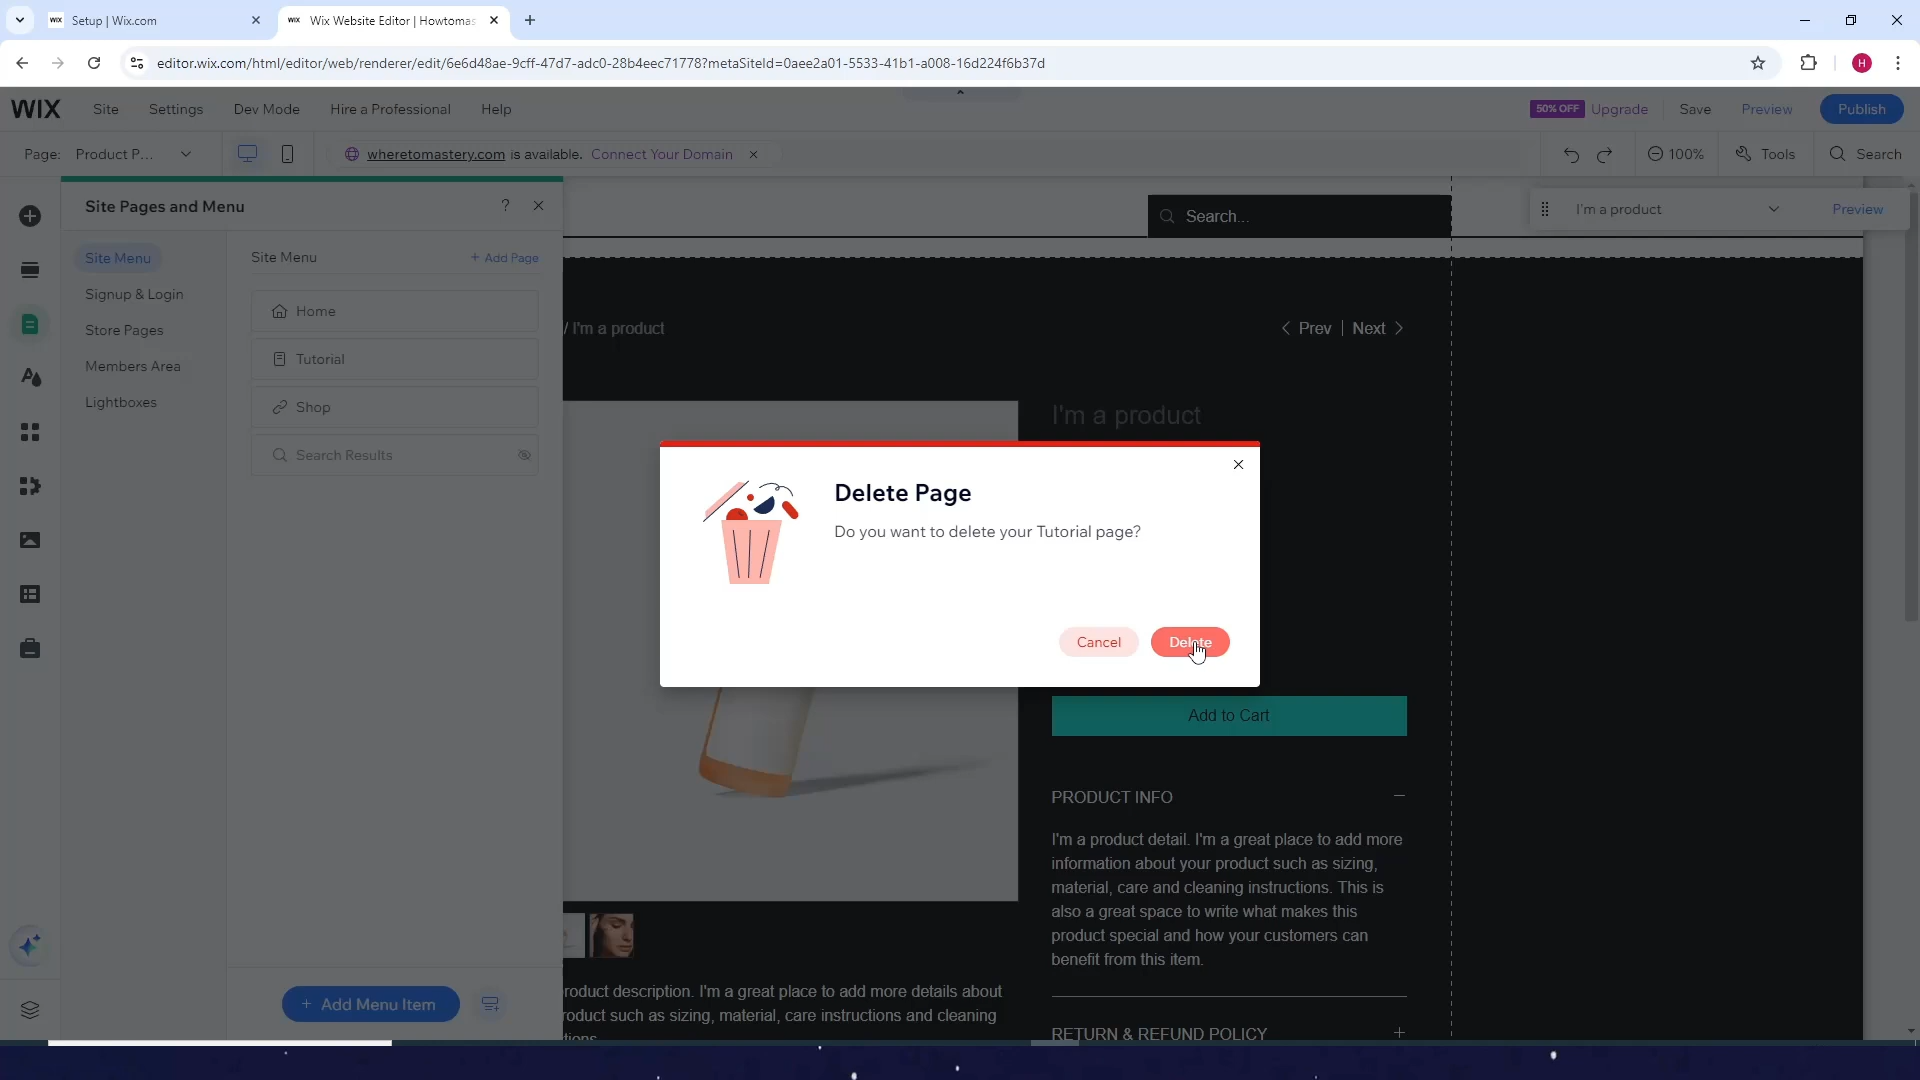 Setup | Wix.com
Wix Website Editor | Howtomas
editor.wix.com/html/editor/web/renderer/edit/6e6d48ae-9cff-47d7-adc0-28b4eec71778?metaSiteId=0aee2a01-5533-41b1-a008-16d224f6b37d
H
WIX Site Settings Dev Mode Hire a Professional Help 50% OFF Upgrade Save Preview Publish
Page: Product P... wheretomastery.com is available. Connect Your Domain 100% Tools Search
Site Pages and Menu ?
Search...
I'm a product Preview
Site Menu
Signup & Login
Store Pages
Members Area
Lightboxes
Site Menu + Add Page
Home
Tutorial
Shop
Search Results
+ Add Menu Item
/ I'm a product
< Prev | Next >
I'm a product
Delete Page
Do you want to delete your Tutorial page?
Cancel Delete
Add to Cart
PRODUCT INFO
I'm a product detail. I'm a great place to add more
information about your product such as sizing,
material, care and cleaning instructions. This is
also a great space to write what makes this
product special and how your customers can
benefit from this item.
RETURN & REFUND POLICY
roduct description. I'm a great place to add more details about
roduct such as sizing, material, care instructions and cleaning